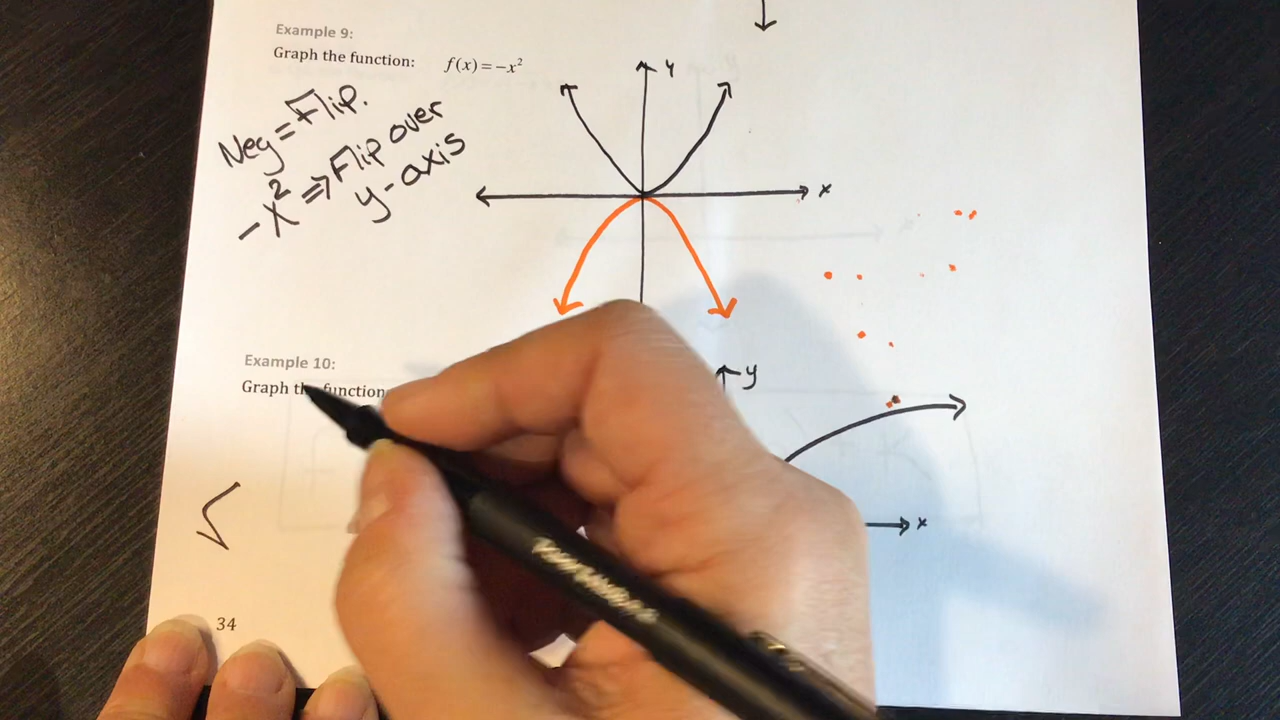 Example 9:
Graph the function: f(x) = −x²
y
Neg = Flip.
−x² ⇒ Flip over
y-axis
x
Example 10:
Graph the function
y
√
x
34